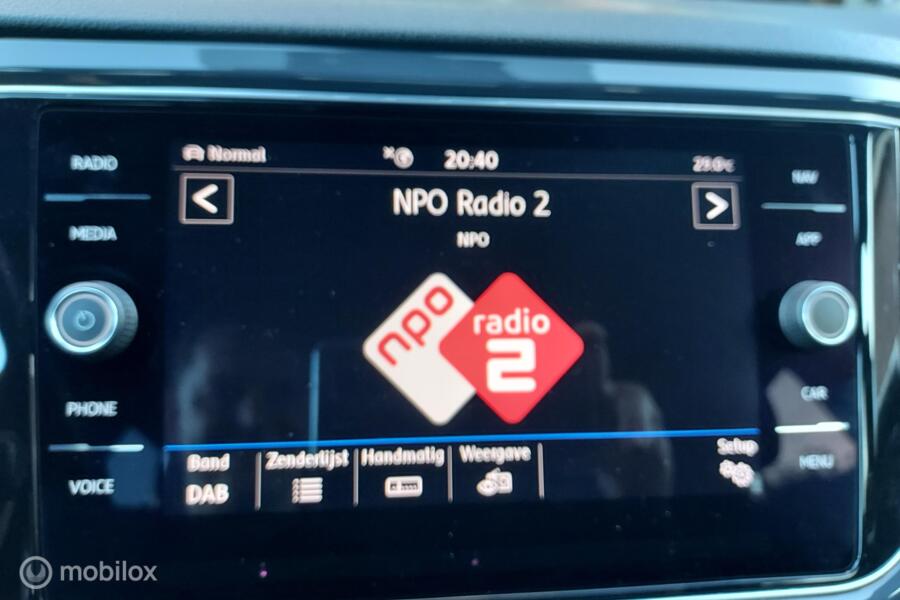 RADIO
MEDIA
PHONE
VOICE
Normal
20:40
29.0°C
NPO Radio 2
NPO
npo
radio
2
Band
DAB
Zenderlijst
Handmatig
Weergave
Setup
NAV
APP
CAR
MENU
mobilox